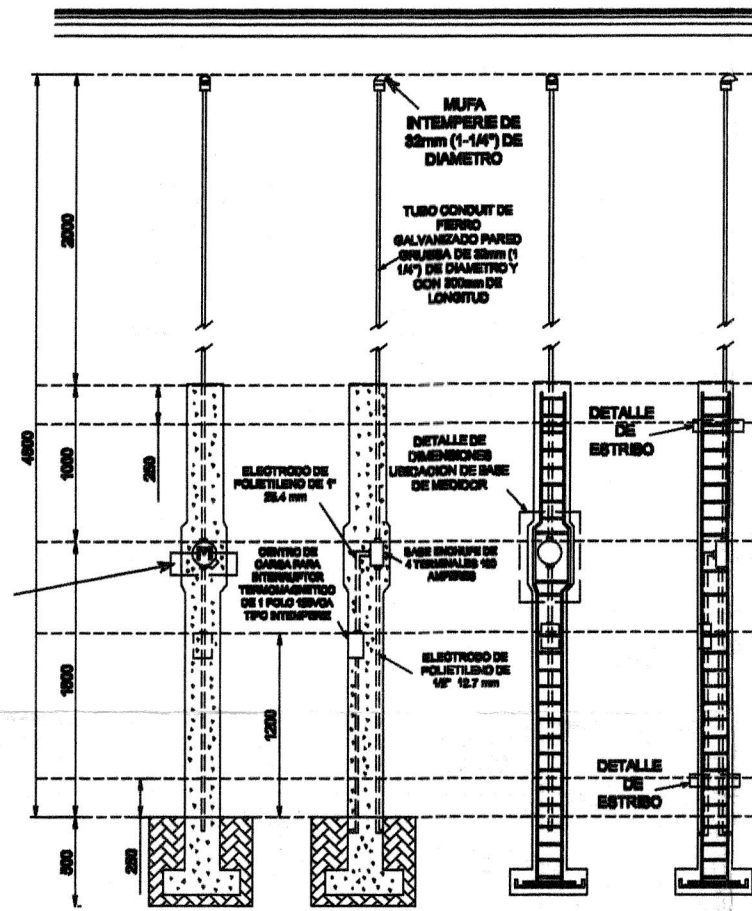 MUFA
INTEMPERIE DE
32mm (1-1/4") DE
DIAMETRO
TUBO CONDUIT DE
FIERRO
GALVANIZADO PARED
GRUESA DE 32mm (1
1/4") DE DIAMETRO Y
CON 300mm DE
LONGITUD
2000
4800
1000
250
DETALLE DE
DIMENSIONES
UBICACION DE BASE
DE MEDIDOR
DETALLE
DE
ESTRIBO
ELECTRODO DE
POLIETILENO DE 1"
25.4 mm
CENTRO DE
CARGA PARA
INTERRUPTOR
TERMOMAGNETICO
DE 1 POLO
TIPO INTEMPERIE
BASE ENCHUFE DE
4 TERMINALES 100
AMPERES
M
1800
1200
ELECTRODO DE
POLIETILENO DE
1/2" 12.7 mm
DETALLE
DE
ESTRIBO
500
250